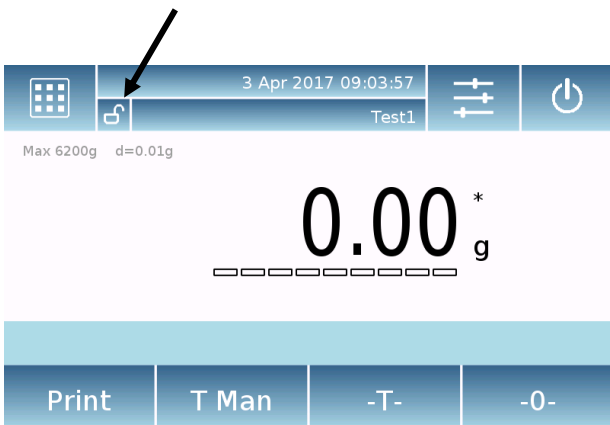 3 Apr 2017 09:03:57
Test1
Max 6200g d=0.01g
0.00 * g
Print T Man -T- -0-